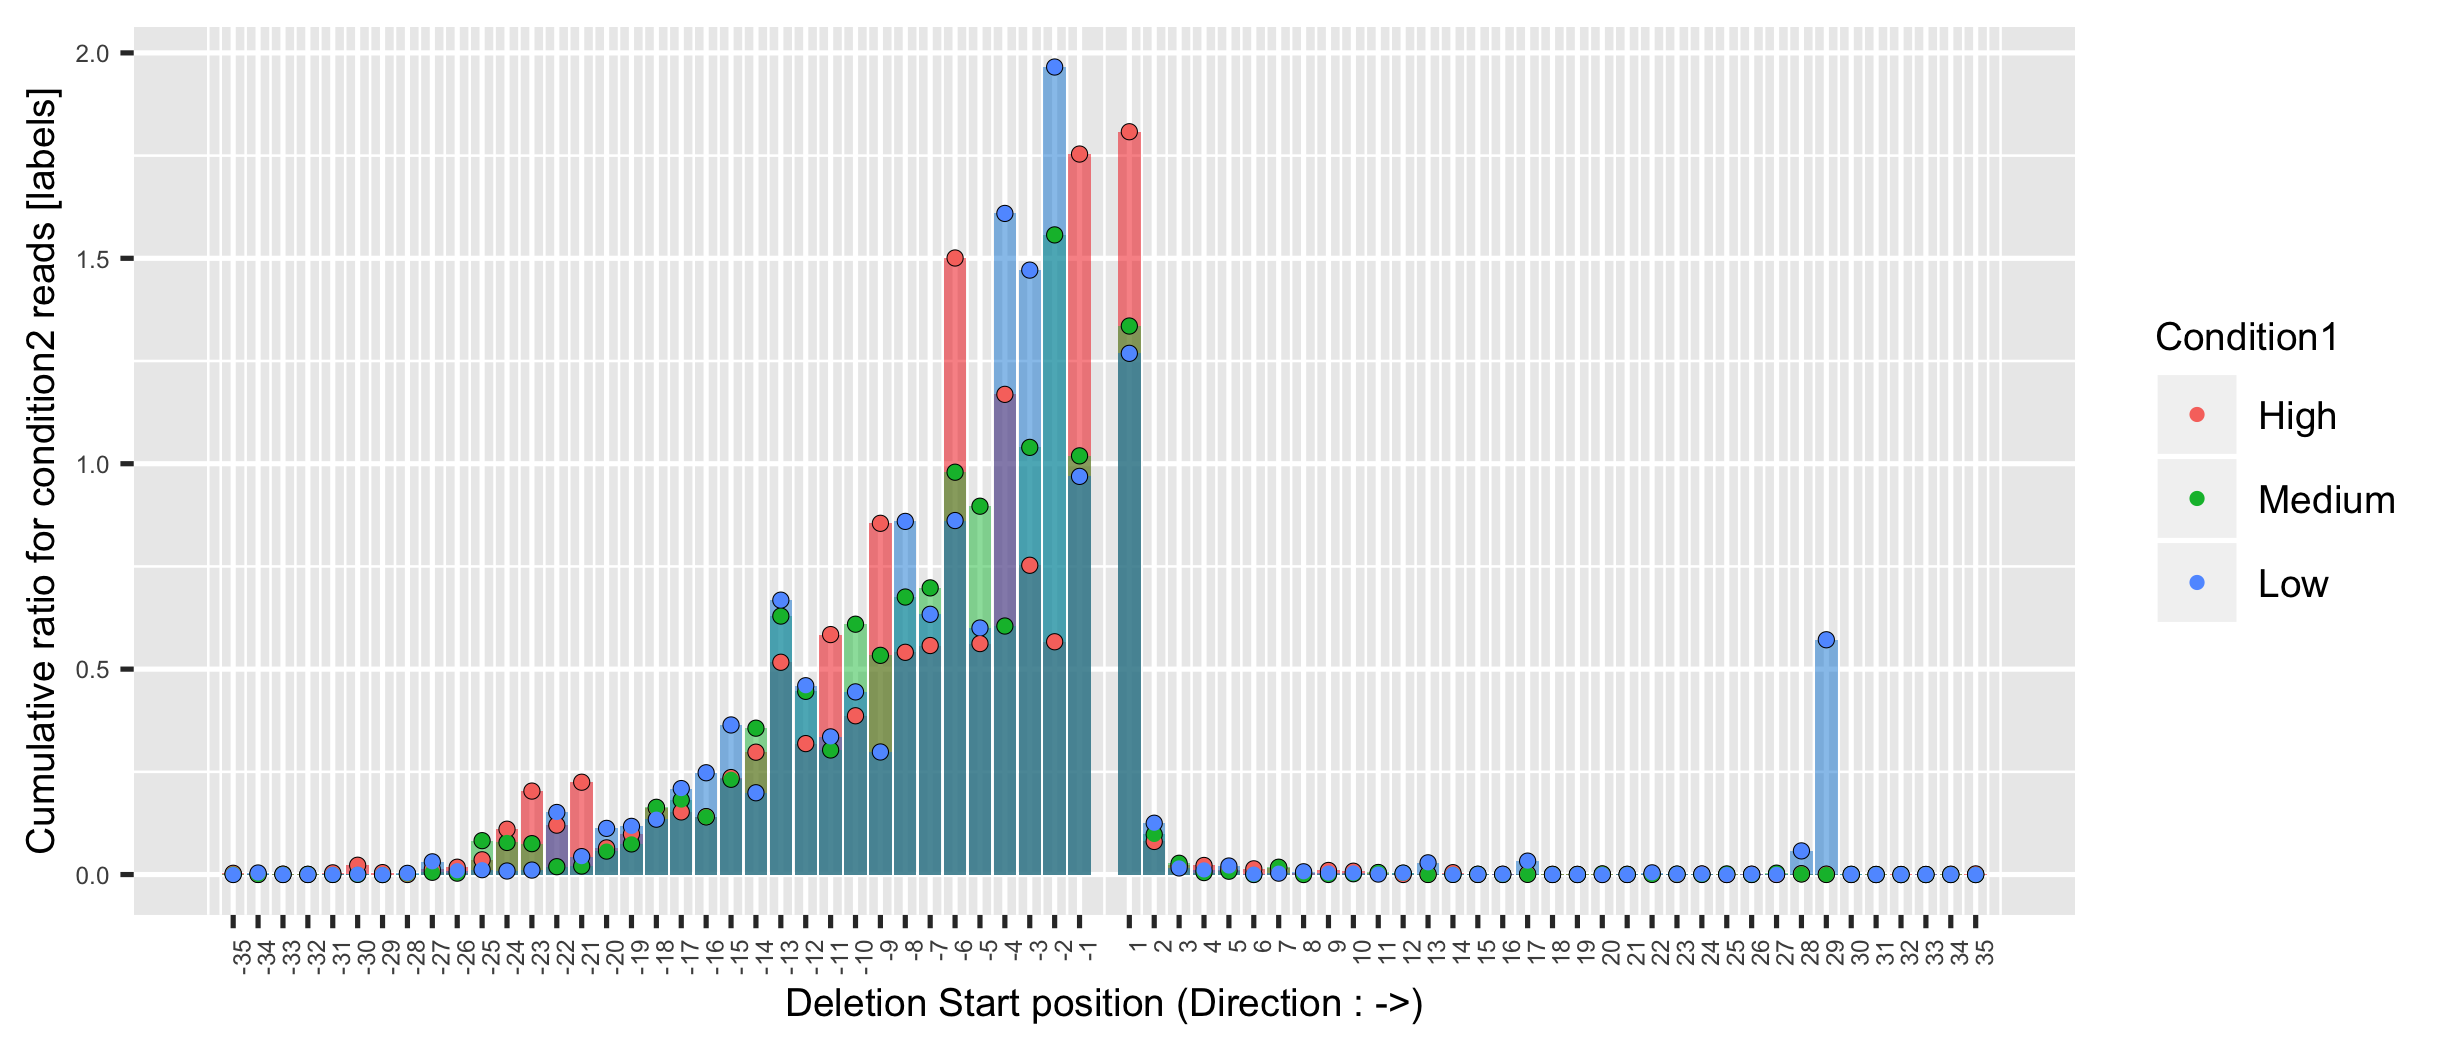 Cumulative ratio for condition2 reads [labels]
2.0
1.5
1.0
0.5
0.0
-35 -34 -33 -32 -31 -30 -29 -28 -27 -26 -25 -24 -23 -22 -21 -20 -19 -18 -17 -16 -15 -14 -13 -12 -11 -10 -9 -8 -7 -6 -5 -4 -3 -2 -1 1 2 3 4 5 6 7 8 9 10 11 12 13 14 15 16 17 18 19 20 21 22 23 24 25 26 27 28 29 30 31 32 33 34 35
Deletion Start position (Direction : ->)
Condition1
High
Medium
Low